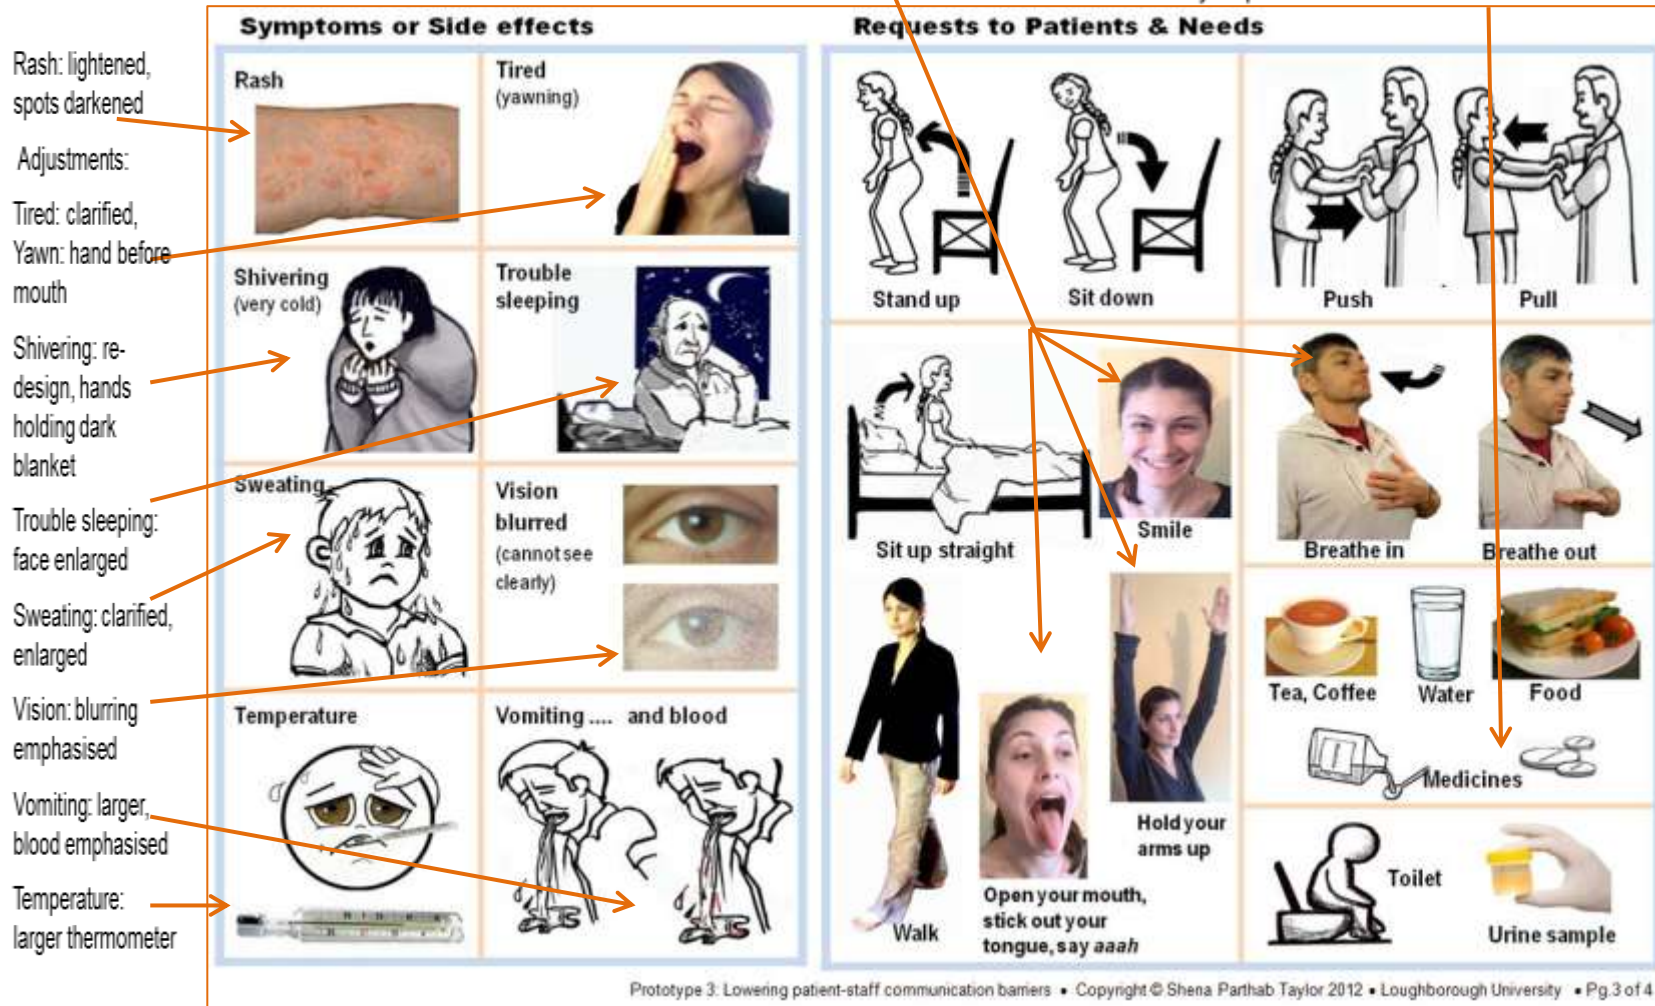 Symptoms or Side effects
Requests to Patients & Needs
Rash: lightened,
spots darkened
Adjustments:
Tired: clarified,
Yawn: hand before
mouth
Shivering: re-
design, hands
holding dark
blanket
Trouble sleeping:
face enlarged
Sweating: clarified,
enlarged
Vision: blurring
emphasised
Vomiting: larger,
blood emphasised
Temperature:
larger thermometer
Rash
Tired
(yawning)
Shivering
(very cold)
Trouble
sleeping
Sweating
Vision
blurred
(cannot see
clearly)
Temperature
Vomiting .... and blood
Stand up
Sit down
Push
Pull
Sit up straight
Smile
Breathe in
Breathe out
Walk
Open your mouth,
stick out your
tongue, say aaah
Hold your
arms up
Tea, Coffee
Water
Food
Medicines
Toilet
Urine sample
Prototype 3: Lowering patient-staff communication barriers • Copyright © Shena Parthab Taylor 2012 • Loughborough University • Pg.3 of 4